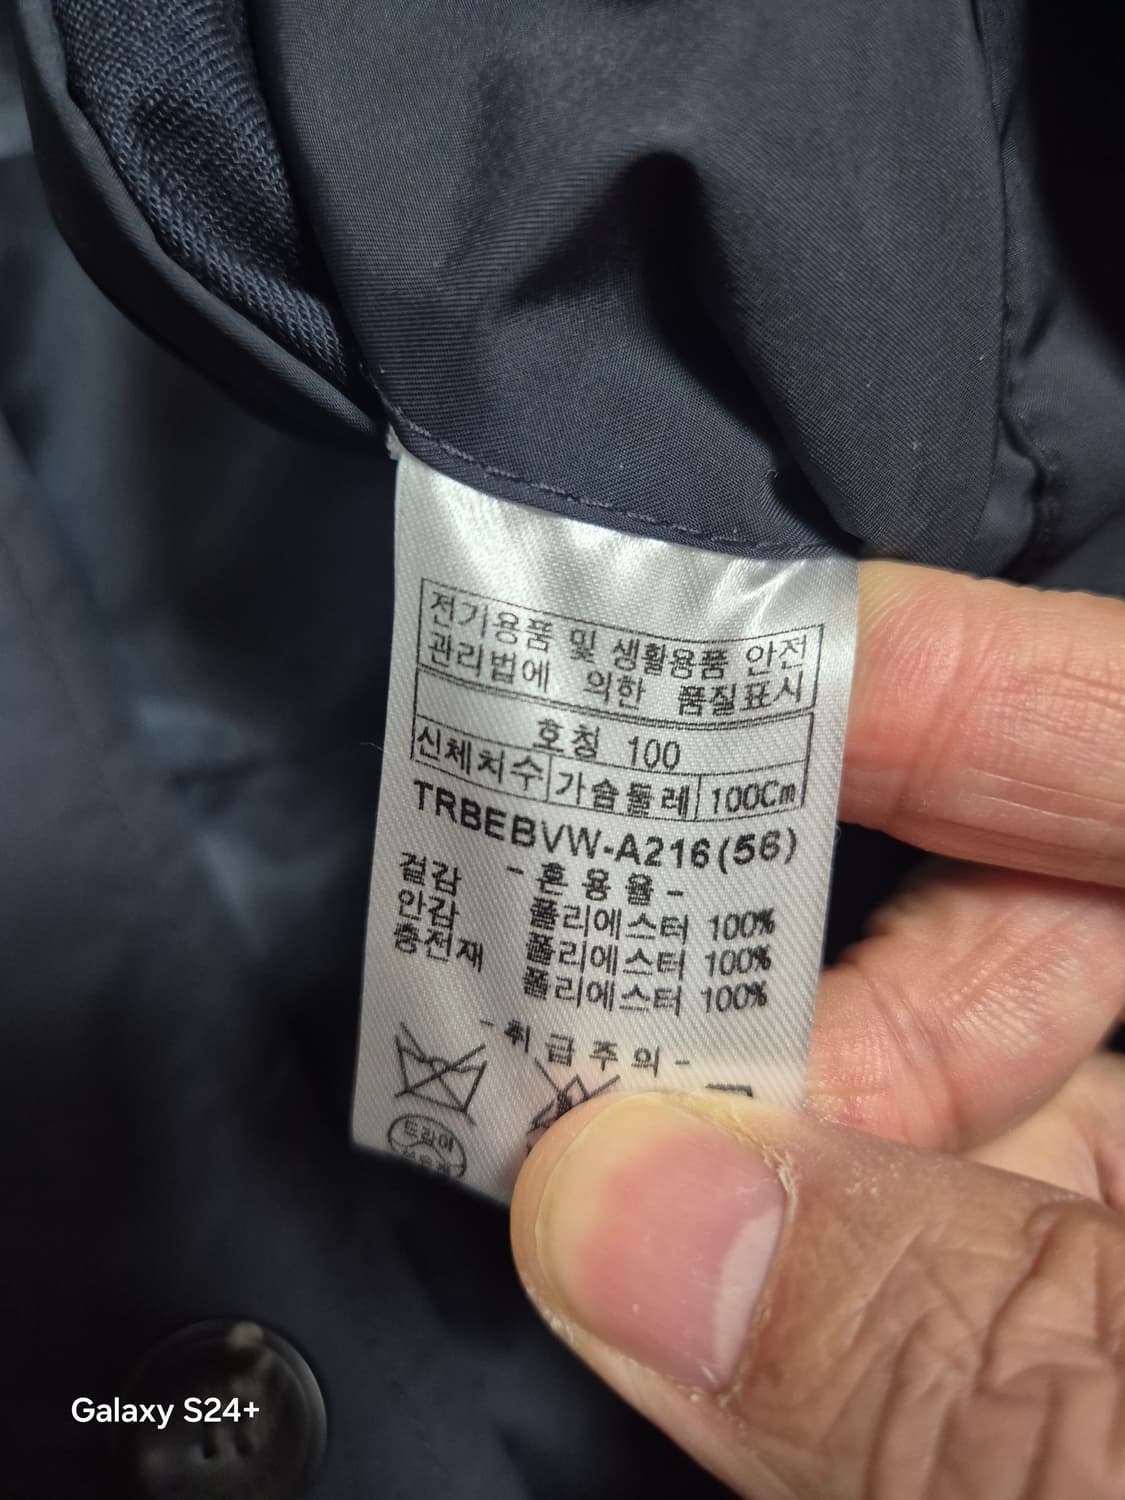 전기용품 및 생활용품 안전
관리법에 의한 품질표시
호칭 100
신체치수 가슴둘레 100Cm
TRBEBVW-A216(56)
- 혼 용 율 -
겉감 폴리에스터 100%
안감 폴리에스터 100%
충전재 폴리에스터 100%
- 취 급 주 의 -
드라이
Galaxy S24+